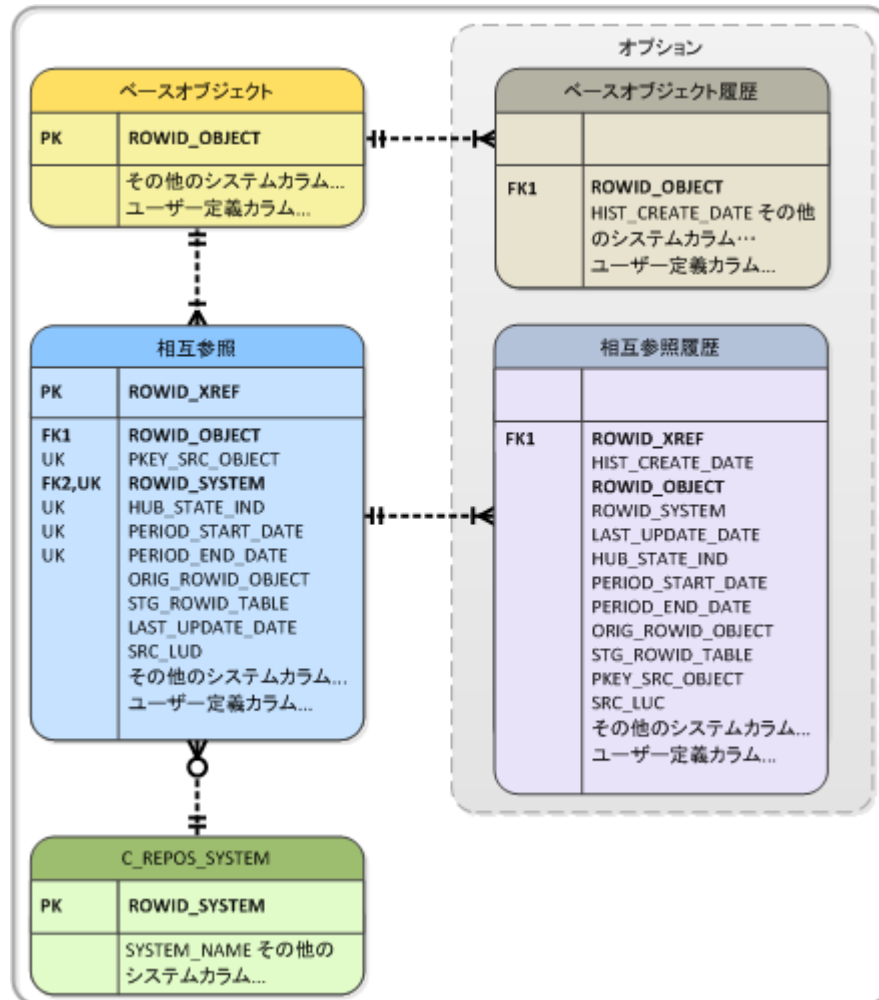 オプション
ベースオブジェクト
PK ROWID_OBJECT
その他のシステムカラム...
ユーザー定義カラム...
ベースオブジェクト履歴
FK1 ROWID_OBJECT
HIST_CREATE_DATE その他
のシステムカラム…
ユーザー定義カラム...
相互参照
PK ROWID_XREF
FK1 ROWID_OBJECT
UK PKEY_SRC_OBJECT
FK2,UK ROWID_SYSTEM
UK HUB_STATE_IND
UK PERIOD_START_DATE
UK PERIOD_END_DATE
ORIG_ROWID_OBJECT
STG_ROWID_TABLE
LAST_UPDATE_DATE
SRC_LUD
その他のシステムカラム...
ユーザー定義カラム...
相互参照履歴
FK1 ROWID_XREF
HIST_CREATE_DATE
ROWID_OBJECT
ROWID_SYSTEM
LAST_UPDATE_DATE
HUB_STATE_IND
PERIOD_START_DATE
PERIOD_END_DATE
ORIG_ROWID_OBJECT
STG_ROWID_TABLE
PKEY_SRC_OBJECT
SRC_LUC
その他のシステムカラム...
ユーザー定義カラム...
C_REPOS_SYSTEM
PK ROWID_SYSTEM
SYSTEM_NAME その他の
システムカラム...